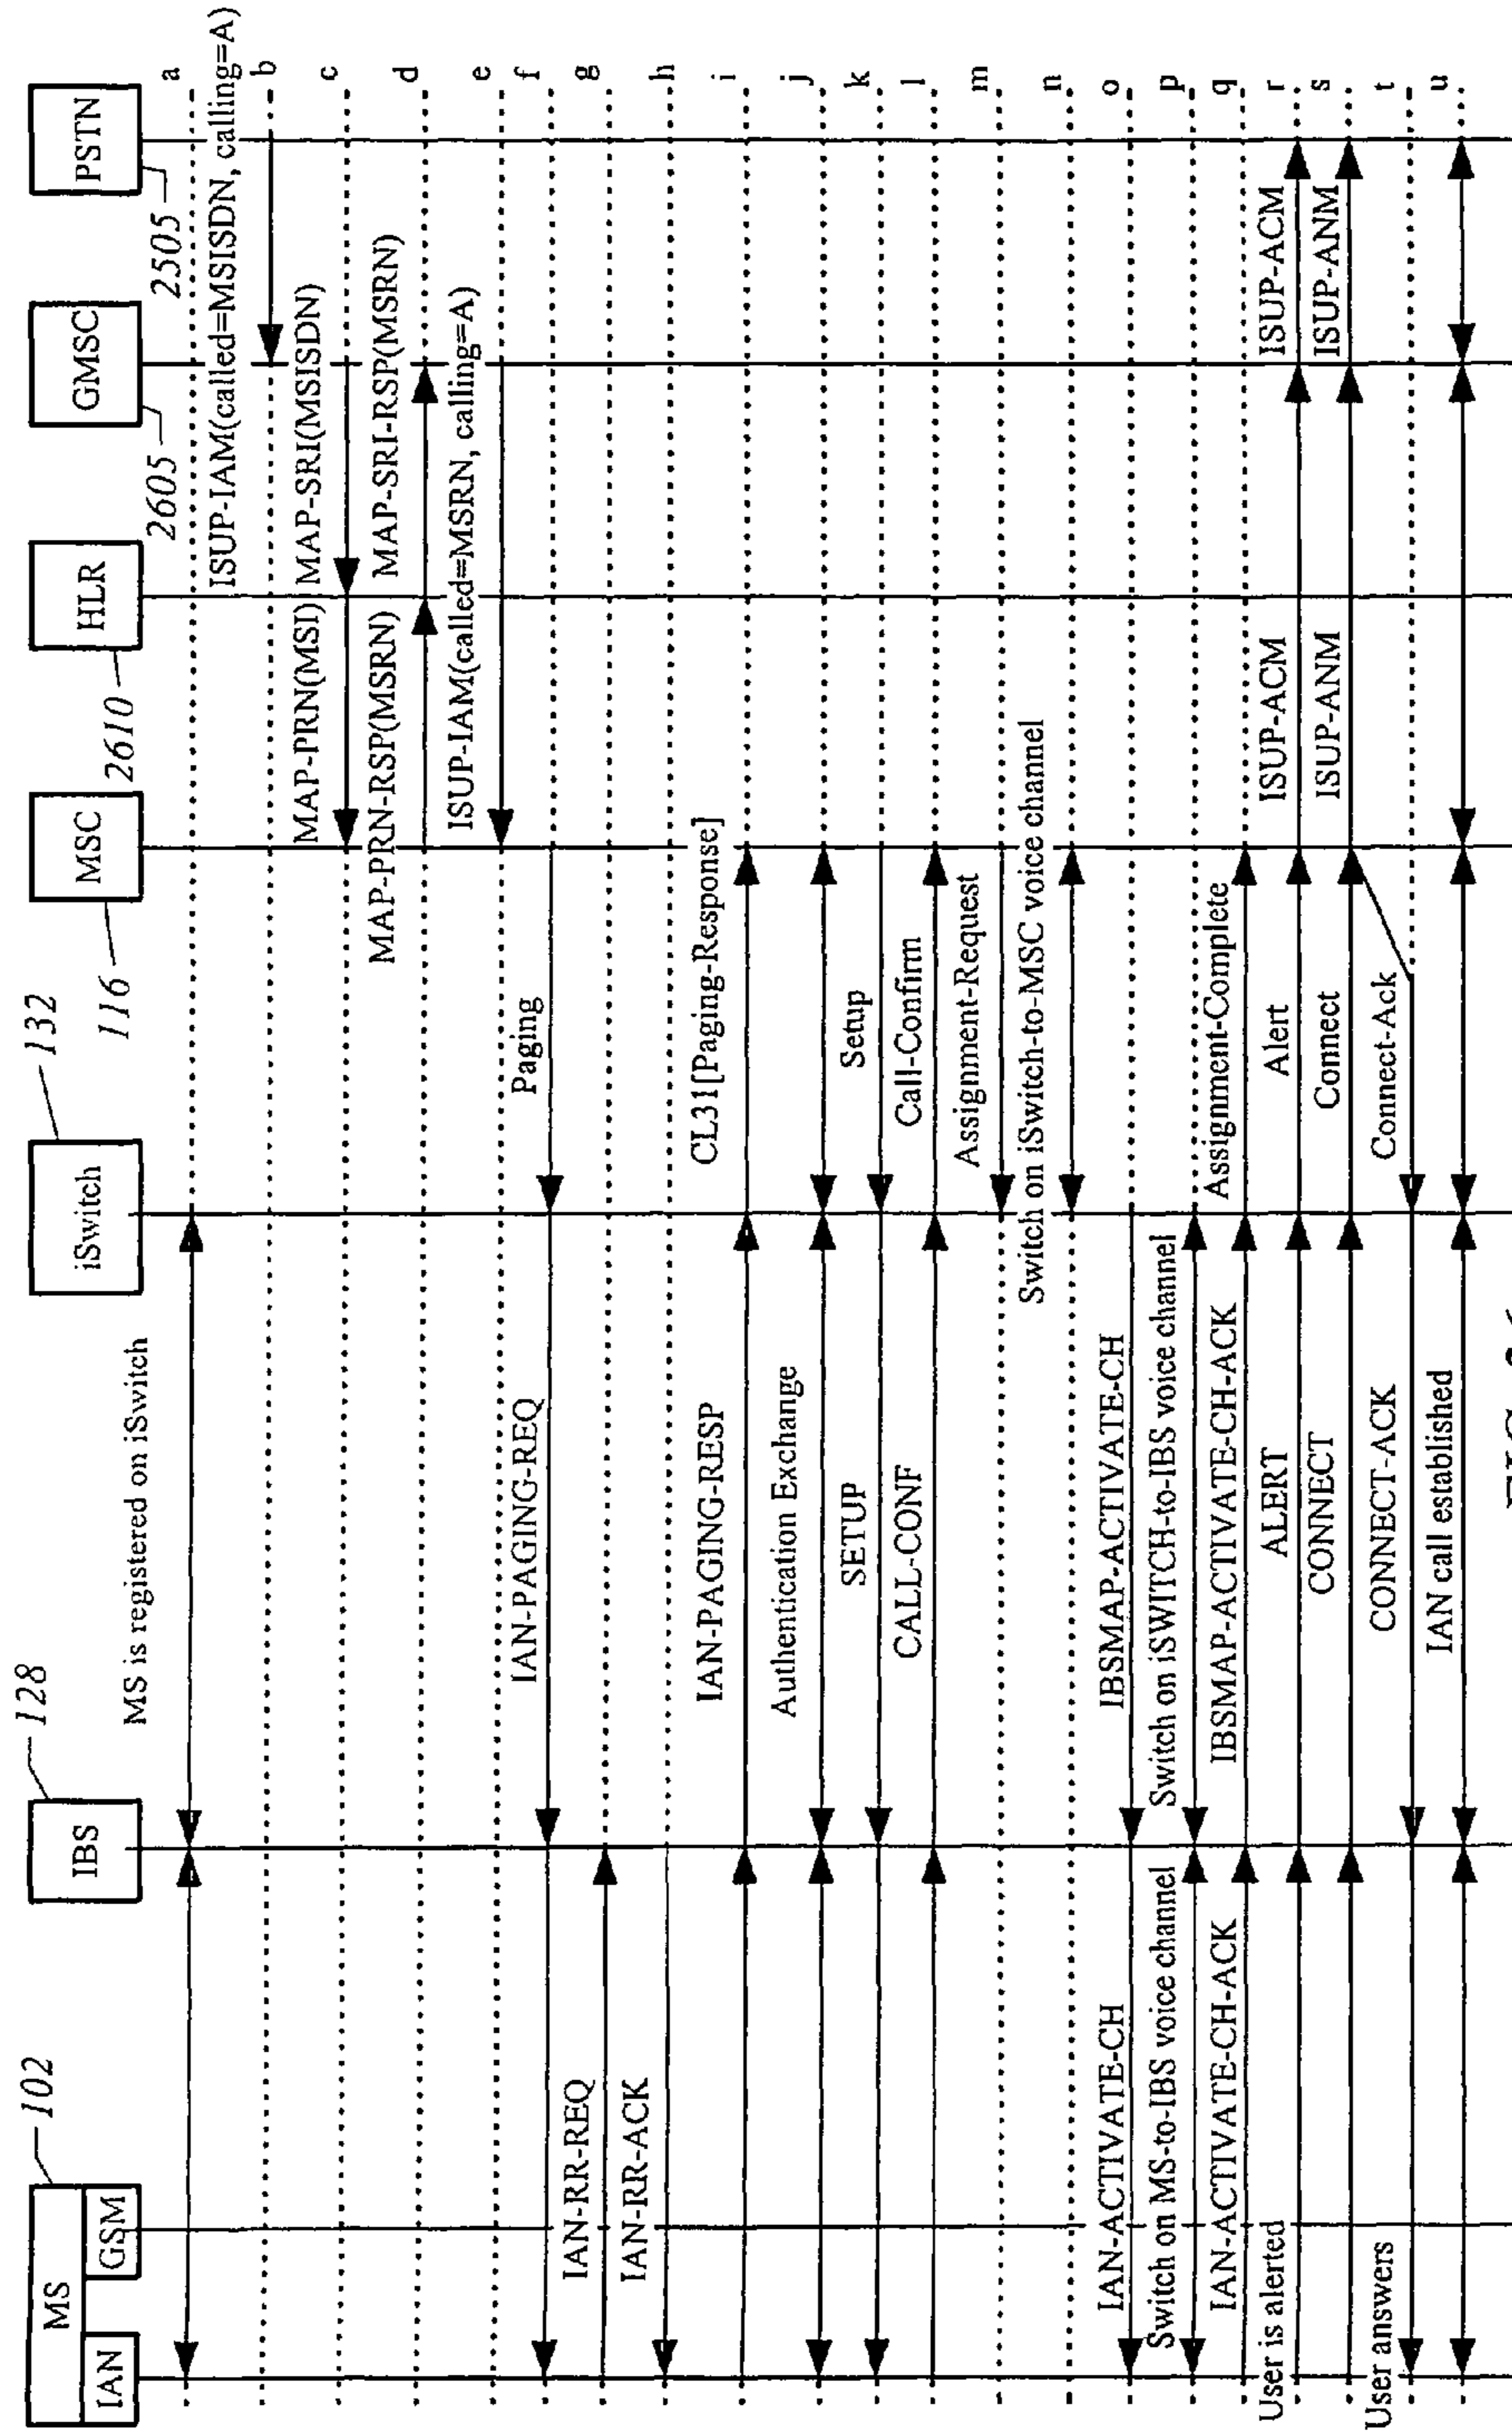 MS
102
IAN
GSM
IBS
128
iSwitch
132
MSC
116
HLR
2610
GMSC
2605
PSTN
2505
MS is registered on iSwitch
a
ISUP-IAM(called=MSISDN, calling=A)
b
MAP-PRN(MSI)
MAP-SRI(MSISDN)
c
MAP-PRN-RSP(MSRN)
MAP-SRI-RSP(MSRN)
d
ISUP-IAM(called=MSRN, calling=A)
e
IAN-PAGING-REQ
Paging
f
IAN-RR-REQ
g
IAN-RR-ACK
h
IAN-PAGING-RESP
CL31[Paging-Response]
i
Authentication Exchange
j
SETUP
Setup
k
CALL-CONF
Call-Confirm
l
Assignment-Request
m
Switch on iSwitch-to-MSC voice channel
n
IAN-ACTIVATE-CH
IBSMAP-ACTIVATE-CH
o
Switch on MS-to-IBS voice channel
Switch on iSWITCH-to-IBS voice channel
p
IAN-ACTIVATE-CH-ACK
IBSMAP-ACTIVATE-CH-ACK
Assignment-Complete
q
User is alerted
ALERT
Alert
ISUP-ACM
ISUP-ACM
r
CONNECT
Connect
ISUP-ANM
ISUP-ANM
s
User answers
CONNECT-ACK
Connect-Ack
t
IAN call established
u